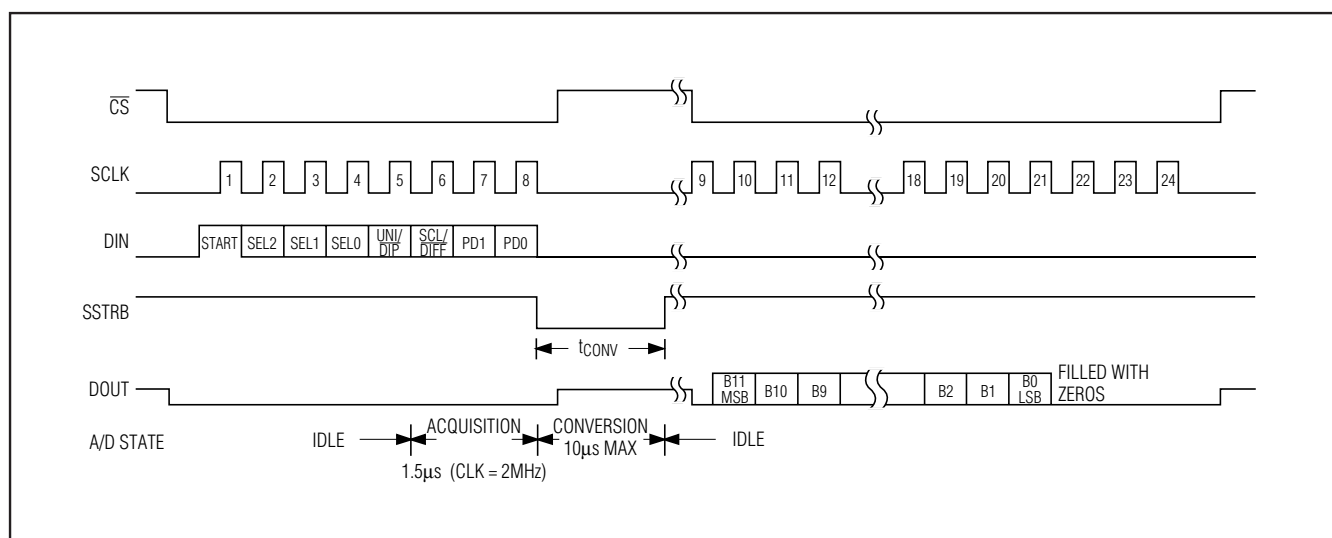 CS
SCLK
1 2 3 4 5 6 7 8 9 10 11 12 18 19 20 21 22 23 24
DIN
START SEL2 SEL1 SEL0 UNI/ DIP SCL/ DIFF PD1 PD0
SSTRB
tCONV
DOUT
B11 MSB B10 B9 B2 B1 B0 LSB FILLED WITH ZEROS
A/D STATE
IDLE ACQUISITION CONVERSION IDLE
10µs MAX
1.5µs (CLK = 2MHz)